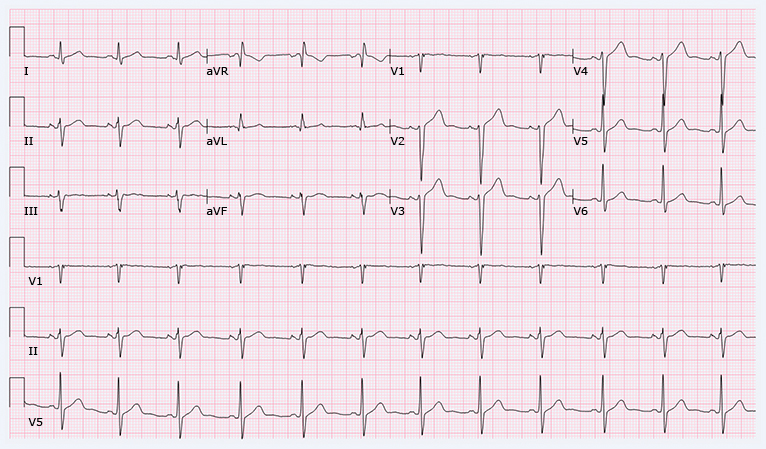 I aVR V1 V4
II aVL V2 V5
III aVF V3 V6
V1
II
V5